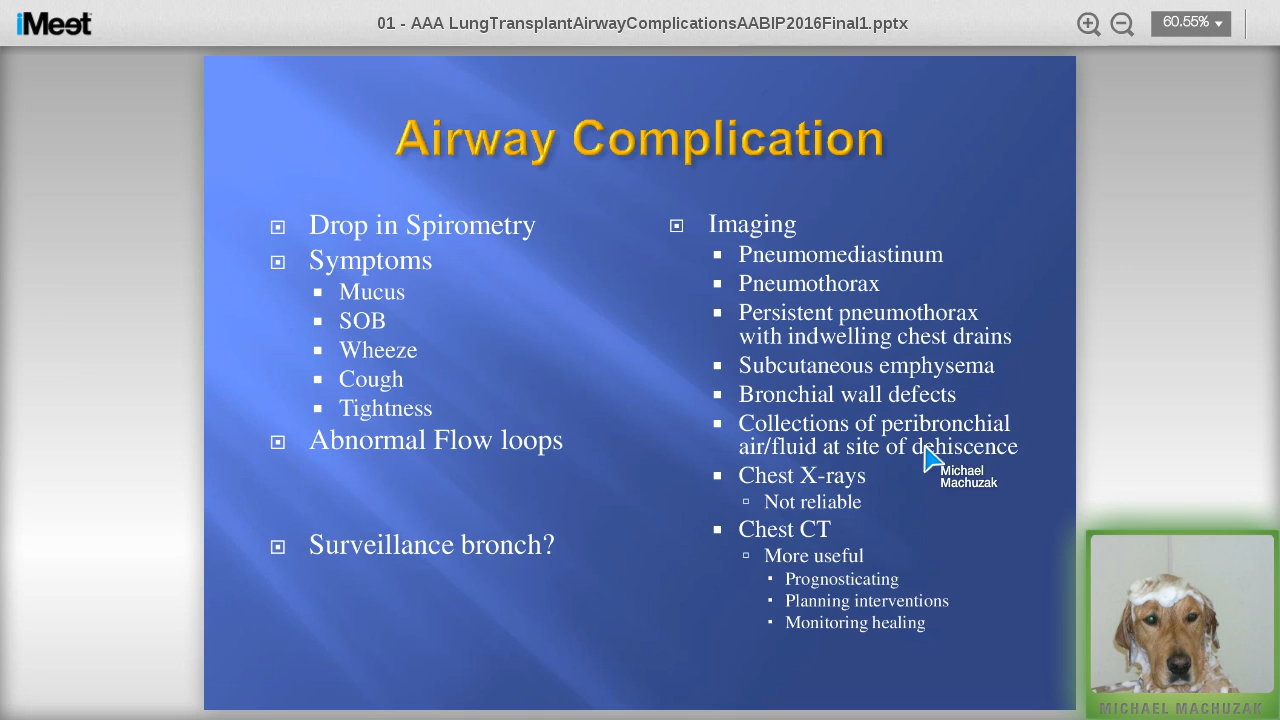 iMeet
01 - AAA LungTransplantAirwayComplicationsAABIP2016Final1.pptx
60.55%
Airway Complication
Drop in Spirometry
Symptoms
Mucus
SOB
Wheeze
Cough
Tightness
Abnormal Flow loops
Surveillance bronch?
Imaging
Pneumomediastinum
Pneumothorax
Persistent pneumothorax
with indwelling chest drains
Subcutaneous emphysema
Bronchial wall defects
Collections of peribronchial
air/fluid at site of dehiscence
Chest X-rays
Not reliable
Chest CT
More useful
Prognosticating
Planning interventions
Monitoring healing
Michael
Machuzak
MICHAEL MACHUZAK